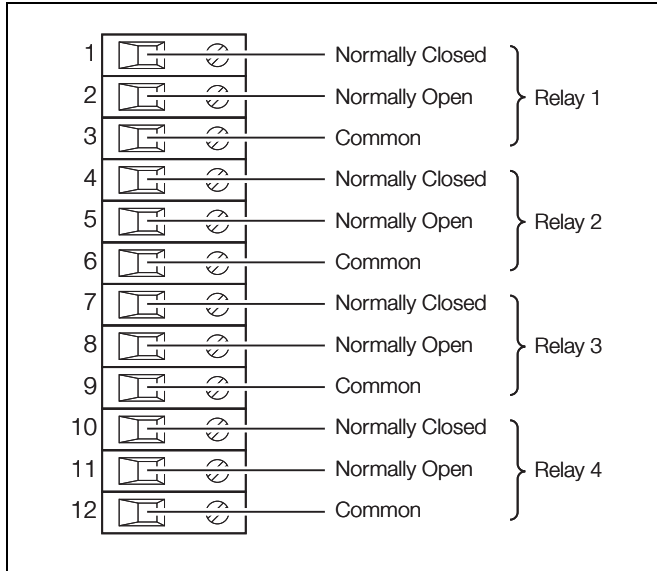 1 Normally Closed
2 Normally Open Relay 1
3 Common
4 Normally Closed
5 Normally Open Relay 2
6 Common
7 Normally Closed
8 Normally Open Relay 3
9 Common
10 Normally Closed
11 Normally Open Relay 4
12 Common